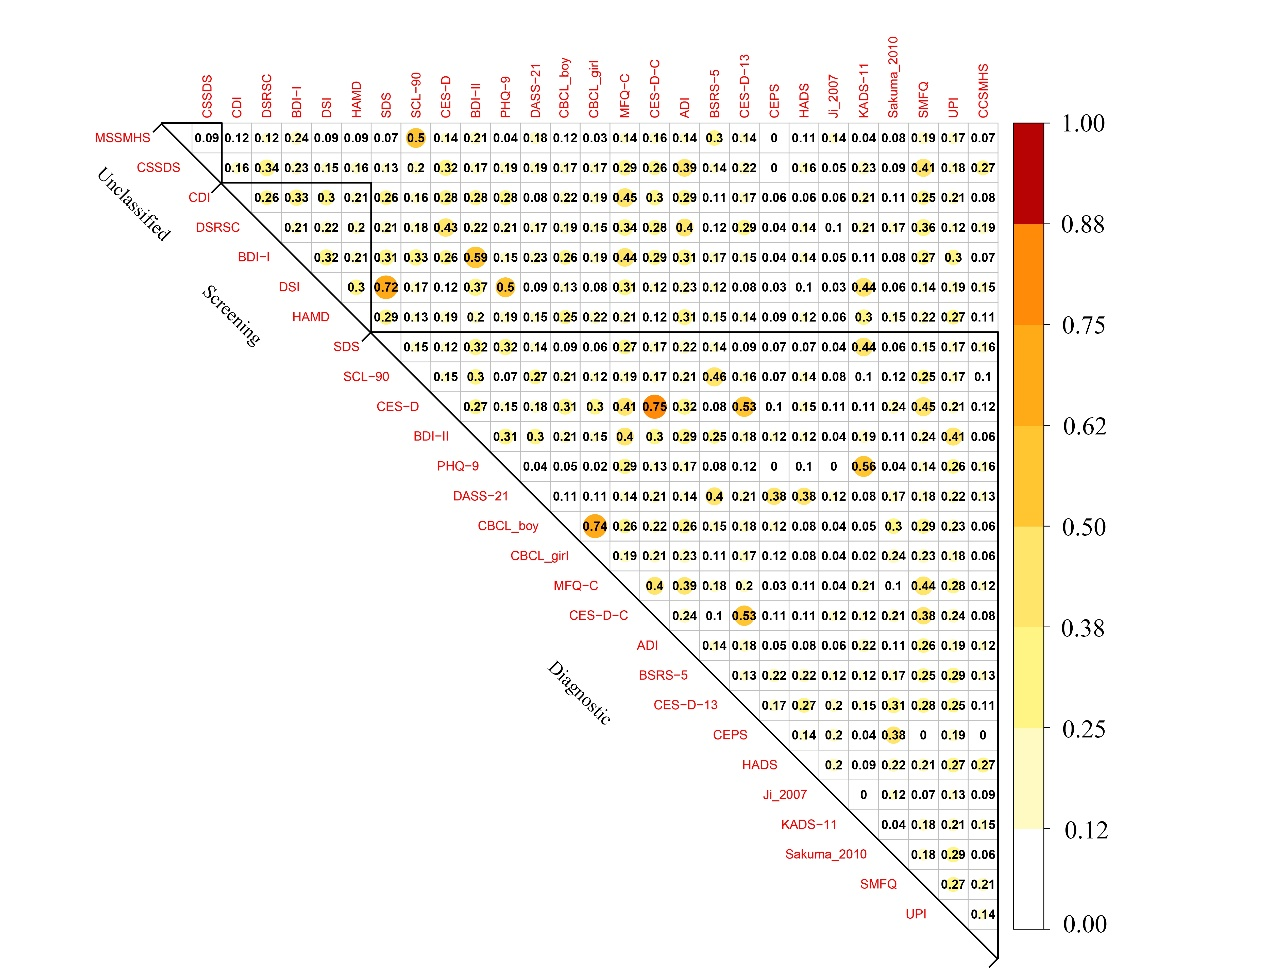 CSSDS CDI DSRSC BDI-I DSI HAMD SDS SCL-90 CES-D BDI-II PHQ-9 DASS-21 CBCL_boy CBCL_girl MFQ-C CES-D-C ADI BSRS-5 CES-D-13 CEPS HADS Ji_2007 KADS-11 Sakuma_2010 SMFQ UPI CCSMHS
MSSMHS 0.09 0.12 0.12 0.24 0.09 0.09 0.07 0.5 0.14 0.21 0.04 0.18 0.12 0.03 0.14 0.16 0.14 0.3 0.14 0 0.11 0.14 0.04 0.08 0.19 0.17 0.07
CSSDS 0.16 0.34 0.23 0.15 0.16 0.13 0.2 0.32 0.17 0.19 0.19 0.17 0.17 0.29 0.26 0.39 0.14 0.22 0 0.16 0.05 0.23 0.09 0.41 0.18 0.27
CDI 0.26 0.33 0.3 0.21 0.26 0.16 0.28 0.28 0.28 0.08 0.22 0.19 0.45 0.3 0.29 0.11 0.17 0.06 0.06 0.06 0.21 0.11 0.25 0.21 0.08
DSRSC 0.21 0.22 0.2 0.21 0.18 0.43 0.22 0.21 0.17 0.19 0.15 0.34 0.28 0.4 0.12 0.29 0.04 0.14 0.1 0.21 0.17 0.36 0.12 0.19
BDI-I 0.32 0.21 0.31 0.33 0.26 0.59 0.15 0.23 0.26 0.19 0.44 0.29 0.31 0.17 0.15 0.04 0.14 0.05 0.11 0.08 0.27 0.3 0.07
DSI 0.3 0.72 0.17 0.12 0.37 0.5 0.09 0.13 0.08 0.31 0.12 0.23 0.12 0.08 0.03 0.1 0.03 0.44 0.06 0.14 0.19 0.15
HAMD 0.29 0.13 0.19 0.2 0.19 0.15 0.25 0.22 0.21 0.12 0.31 0.15 0.14 0.09 0.12 0.06 0.3 0.15 0.22 0.27 0.11
SDS 0.15 0.12 0.32 0.32 0.14 0.09 0.06 0.27 0.17 0.22 0.14 0.09 0.07 0.07 0.04 0.44 0.06 0.15 0.17 0.16
SCL-90 0.15 0.3 0.07 0.27 0.21 0.12 0.19 0.17 0.21 0.46 0.16 0.07 0.14 0.08 0.1 0.12 0.25 0.17 0.1
CES-D 0.27 0.15 0.18 0.31 0.3 0.41 0.75 0.32 0.08 0.53 0.1 0.15 0.11 0.11 0.24 0.45 0.21 0.12
BDI-II 0.31 0.3 0.21 0.15 0.4 0.3 0.29 0.25 0.18 0.12 0.12 0.04 0.19 0.11 0.24 0.41 0.06
PHQ-9 0.04 0.05 0.02 0.29 0.13 0.17 0.08 0.12 0 0.1 0 0.56 0.04 0.14 0.26 0.16
DASS-21 0.11 0.11 0.14 0.21 0.14 0.4 0.21 0.38 0.38 0.12 0.08 0.17 0.18 0.22 0.13
CBCL_boy 0.74 0.26 0.22 0.26 0.15 0.18 0.12 0.08 0.04 0.05 0.3 0.29 0.23 0.06
CBCL_girl 0.19 0.21 0.23 0.11 0.17 0.12 0.08 0.04 0.02 0.24 0.23 0.18 0.06
MFQ-C 0.4 0.39 0.18 0.2 0.03 0.11 0.04 0.21 0.1 0.44 0.28 0.12
CES-D-C 0.24 0.1 0.53 0.11 0.11 0.12 0.12 0.21 0.38 0.24 0.08
ADI 0.14 0.18 0.05 0.08 0.06 0.22 0.11 0.26 0.19 0.12
BSRS-5 0.13 0.22 0.22 0.12 0.12 0.17 0.25 0.29 0.13
CES-D-13 0.17 0.27 0.2 0.15 0.31 0.28 0.25 0.11
CEPS 0.14 0.2 0.04 0.38 0 0.19 0
HADS 0.2 0.09 0.22 0.21 0.27 0.27
Ji_2007 0 0.12 0.07 0.13 0.09
KADS-11 0.04 0.18 0.21 0.15
Sakuma_2010 0.18 0.29 0.06
SMFQ 0.27 0.21
UPI 0.14
Unclassified
Screening
Diagnostic
1.00
0.88
0.75
0.62
0.50
0.38
0.25
0.12
0.00